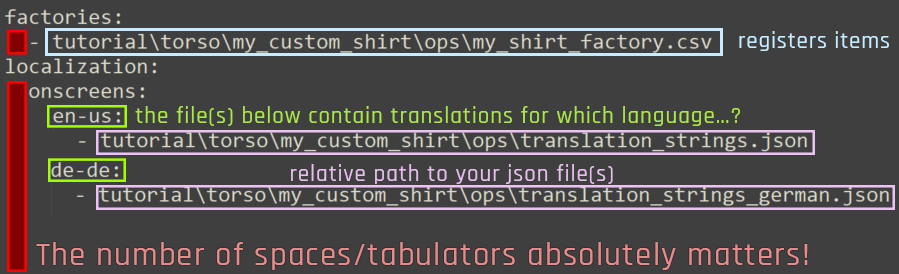 factories:
- tutorial\torso\my_custom_shirt\ops\my_shirt_factory.csv registers items
localization:
onscreens:
en-us: the file(s) below contain translations for which language...?
- tutorial\torso\my_custom_shirt\ops\translation_strings.json
de-de: relative path to your json file(s)
- tutorial\torso\my_custom_shirt\ops\translation_strings_german.json
The number of spaces/tabulators absolutely matters!